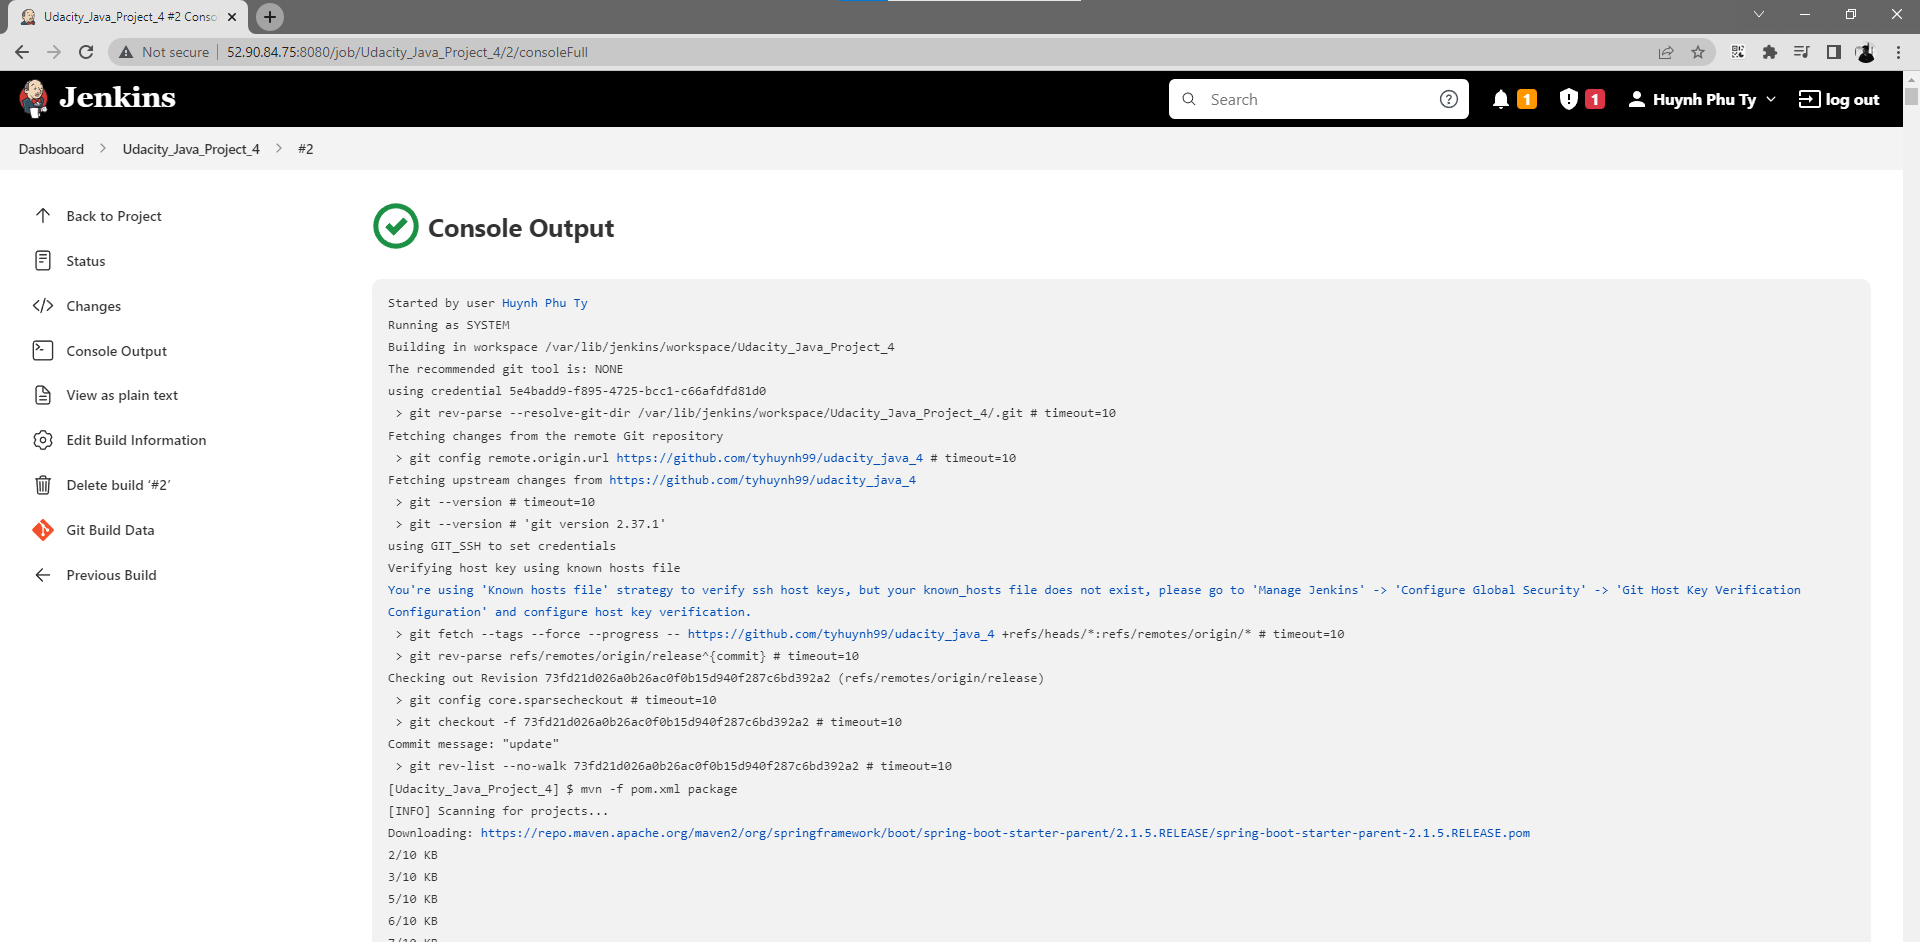 Udacity_Java_Project_4 #2 Conso
Not secure
52.90.84.75:8080/job/Udacity_Java_Project_4/2/consoleFull
Jenkins
Search
1
1
Huynh Phu Ty
log out
Dashboard
Udacity_Java_Project_4
#2
Back to Project
Status
Changes
Console Output
View as plain text
Edit Build Information
Delete build ‘#2’
Git Build Data
Previous Build
Console Output
Started by user Huynh Phu Ty
Running as SYSTEM
Building in workspace /var/lib/jenkins/workspace/Udacity_Java_Project_4
The recommended git tool is: NONE
using credential 5e4badd9-f895-4725-bcc1-c66afdfd81d0
> git rev-parse --resolve-git-dir /var/lib/jenkins/workspace/Udacity_Java_Project_4/.git # timeout=10
Fetching changes from the remote Git repository
> git config remote.origin.url https://github.com/tyhuynh99/udacity_java_4 # timeout=10
Fetching upstream changes from https://github.com/tyhuynh99/udacity_java_4
> git --version # timeout=10
> git --version # 'git version 2.37.1'
using GIT_SSH to set credentials
Verifying host key using known hosts file
You're using 'Known hosts file' strategy to verify ssh host keys, but your known_hosts file does not exist, please go to 'Manage Jenkins' -> 'Configure Global Security' -> 'Git Host Key Verification
Configuration' and configure host key verification.
> git fetch --tags --force --progress -- https://github.com/tyhuynh99/udacity_java_4 +refs/heads/*:refs/remotes/origin/* # timeout=10
> git rev-parse refs/remotes/origin/release^{commit} # timeout=10
Checking out Revision 73fd21d026a0b26ac0f0b15d940f287c6bd392a2 (refs/remotes/origin/release)
> git config core.sparsecheckout # timeout=10
> git checkout -f 73fd21d026a0b26ac0f0b15d940f287c6bd392a2 # timeout=10
Commit message: "update"
> git rev-list --no-walk 73fd21d026a0b26ac0f0b15d940f287c6bd392a2 # timeout=10
[Udacity_Java_Project_4] $ mvn -f pom.xml package
[INFO] Scanning for projects...
Downloading: https://repo.maven.apache.org/maven2/org/springframework/boot/spring-boot-starter-parent/2.1.5.RELEASE/spring-boot-starter-parent-2.1.5.RELEASE.pom
2/10 KB
3/10 KB
5/10 KB
6/10 KB
7/10 KB